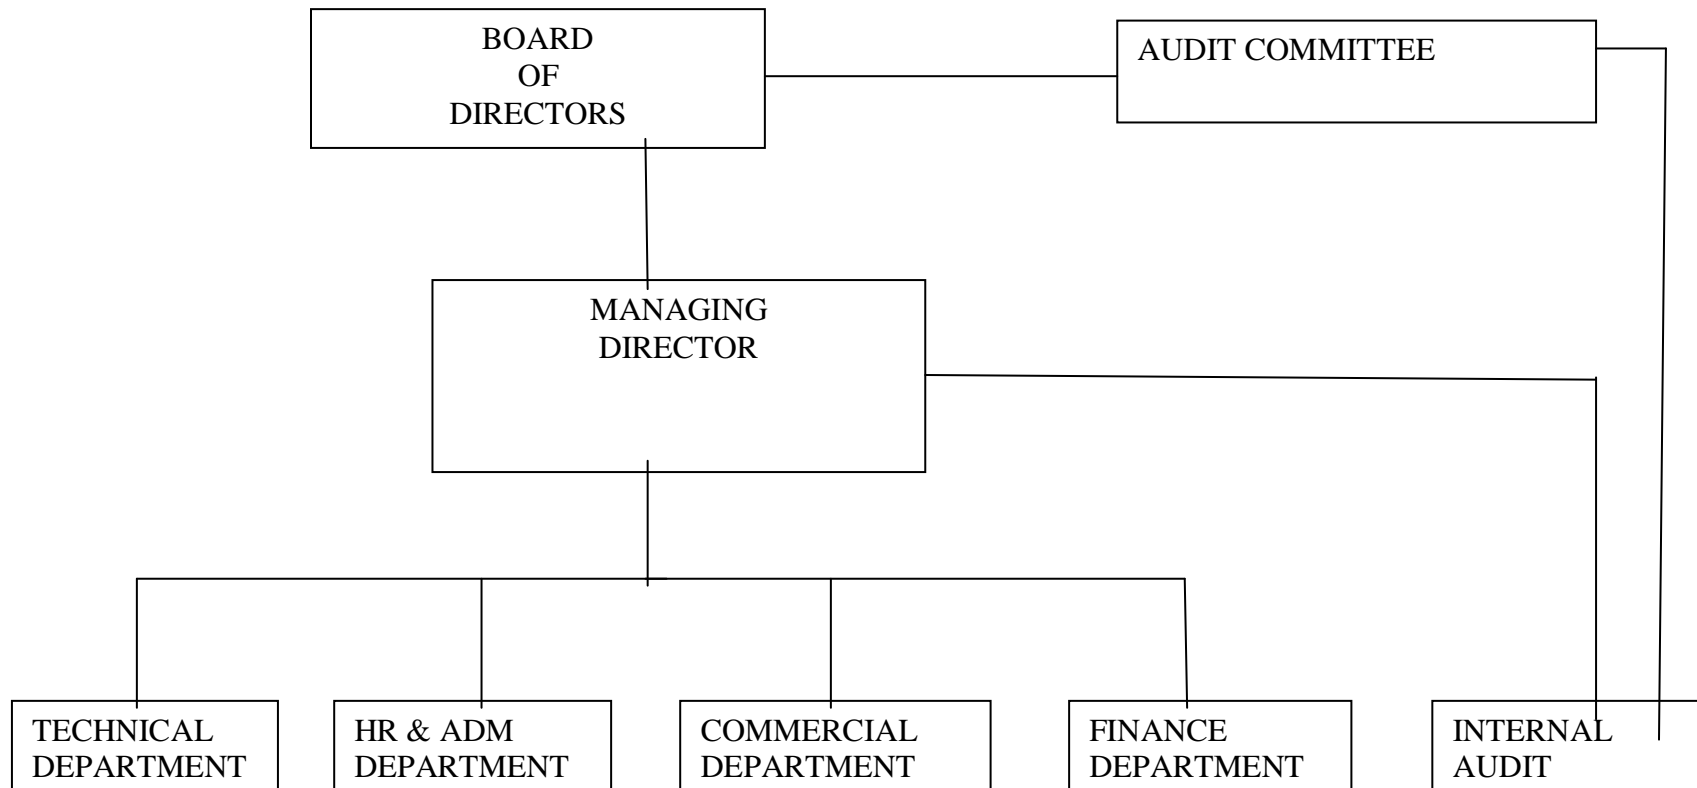 BOARD
OF
DIRECTORS
AUDIT COMMITTEE
MANAGING
DIRECTOR
TECHNICAL
DEPARTMENT
HR & ADM
DEPARTMENT
COMMERCIAL
DEPARTMENT
FINANCE
DEPARTMENT
INTERNAL
AUDIT